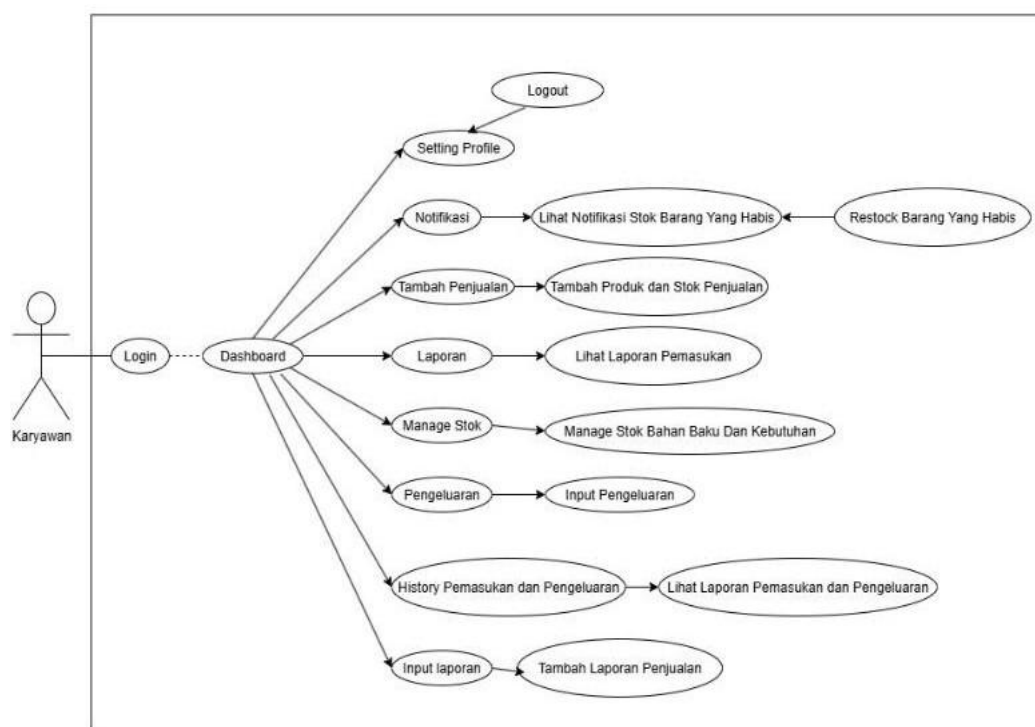 Logout
Setting Profile
Notifikasi
Lihat Notifikasi Stok Barang Yang Habis
Restock Barang Yang Habis
Tambah Penjualan
Tambah Produk dan Stok Penjualan
Login
Dashboard
Laporan
Lihat Laporan Pemasukan
Karyawan
Manage Stok
Manage Stok Bahan Baku Dan Kebutuhan
Pengeluaran
Input Pengeluaran
History Pemasukan dan Pengeluaran
Lihat Laporan Pemasukan dan Pengeluaran
Input laporan
Tambah Laporan Penjualan